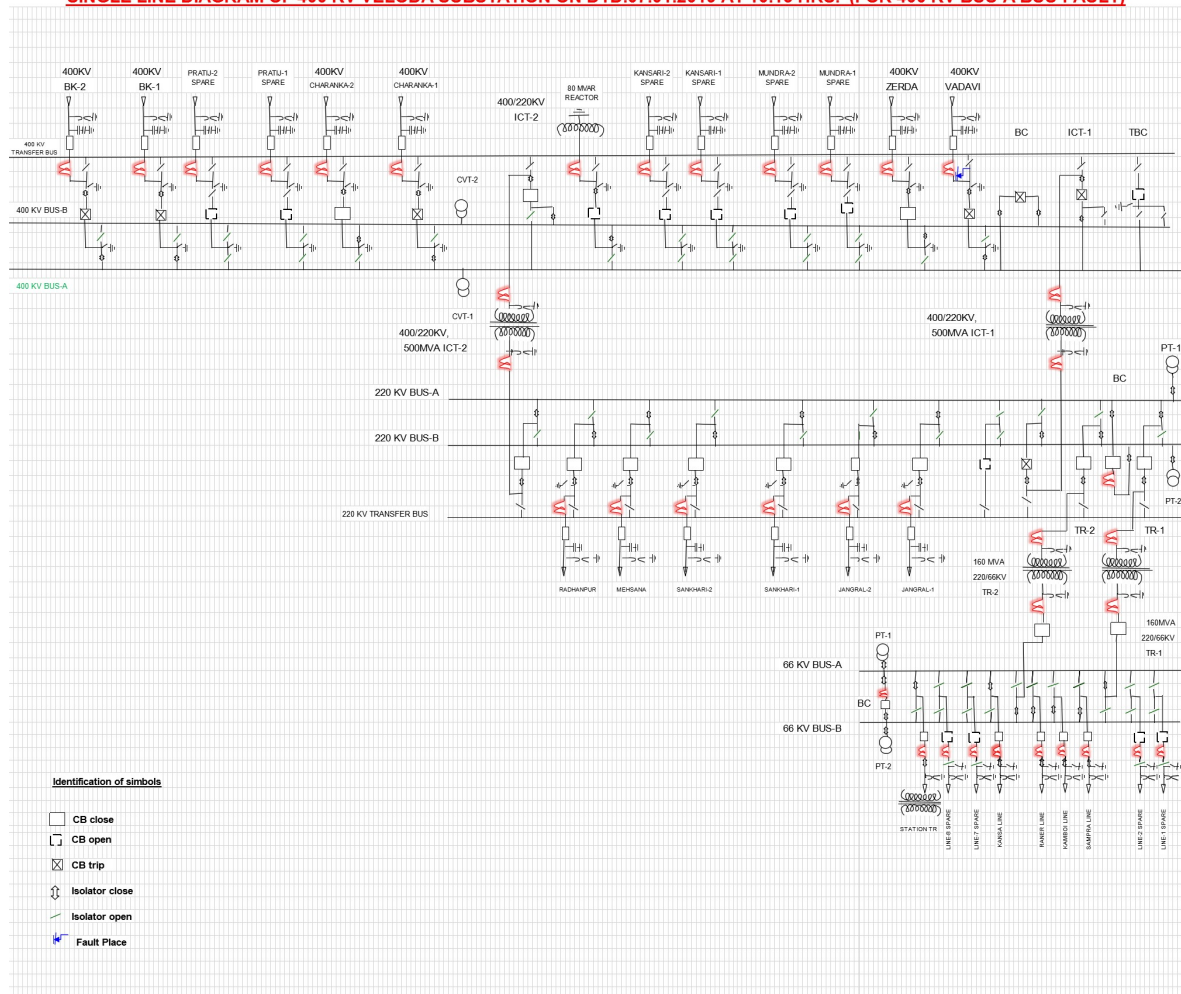 SINGLE LINE DIAGRAM OF 400 KV VELODA SUBSTATION ON HRS. (FOR 400 KV BUS-A BUS FAULT)
400KV
BK-2
400KV
BK-1
PRATIJ-2
SPARE
PRATIJ-1
SPARE
400KV
CHARANKA-2
400KV
CHARANKA-1
400/220KV
ICT-2
80 MVAR
REACTOR
KANSARI-2
SPARE
KANSARI-1
SPARE
MUNDRA-2
SPARE
MUNDRA-1
SPARE
400KV
ZERDA
400KV
VADAVI
BC
ICT-1
TBC
400 KV
TRANSFER BUS
CVT-2
400 KV BUS-B
400 KV BUS-A
CVT-1
400/220KV,
500MVA ICT-2
400/220KV,
500MVA ICT-1
PT-1
BC
220 KV BUS-A
220 KV BUS-B
PT-2
220 KV TRANSFER BUS
TR-2
TR-1
160 MVA
220/66KV
TR-2
RADHANPUR
MEHSANA
SANKHARI-2
SANKHARI-1
JANGRAL-2
JANGRAL-1
160MVA
220/66KV
TR-1
PT-1
66 KV BUS-A
BC
66 KV BUS-B
PT-2
STATION TR
LINE-8 SPARE
LINE-7 SPARE
KANSA LINE
RANER LINE
KAMBOI LINE
SAMPRA LINE
LINE-2 SPARE
LINE-1 SPARE
Identification of simbols
CB close
CB open
CB trip
Isolator close
Isolator open
Fault Place